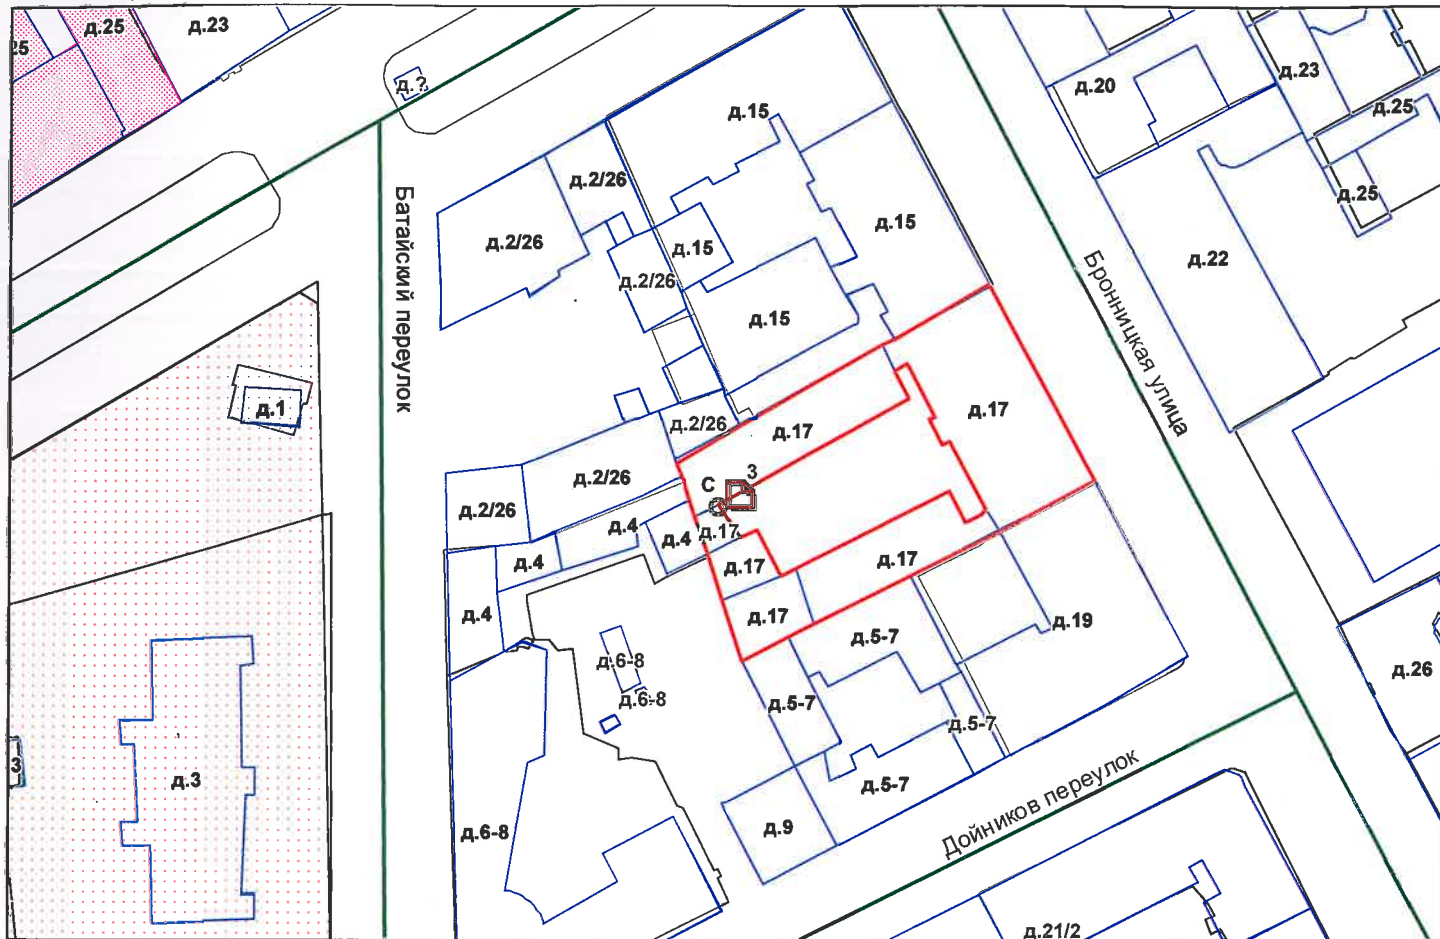 25
д.25
д.23
д.?
д.15
д.20
д.23
д.25
д.2/26
д.25
д.2/26
д.15
д.15
д.22
д.2/26
д.15
Батайский переулок
Бронницкая улица
д.1
д.2/26
д.17
д.17
д.2/26
С
3
д.2/26
д.4
д.4
д.17
д.4
д.17
д.17
д.4
д.17
д.19
д.5-7
д.6-8
д.6-8
д.26
д.5-7
д.5-7
3
д.3
д.5-7
Дойников переулок
д.6-8
д.9
д.21/2